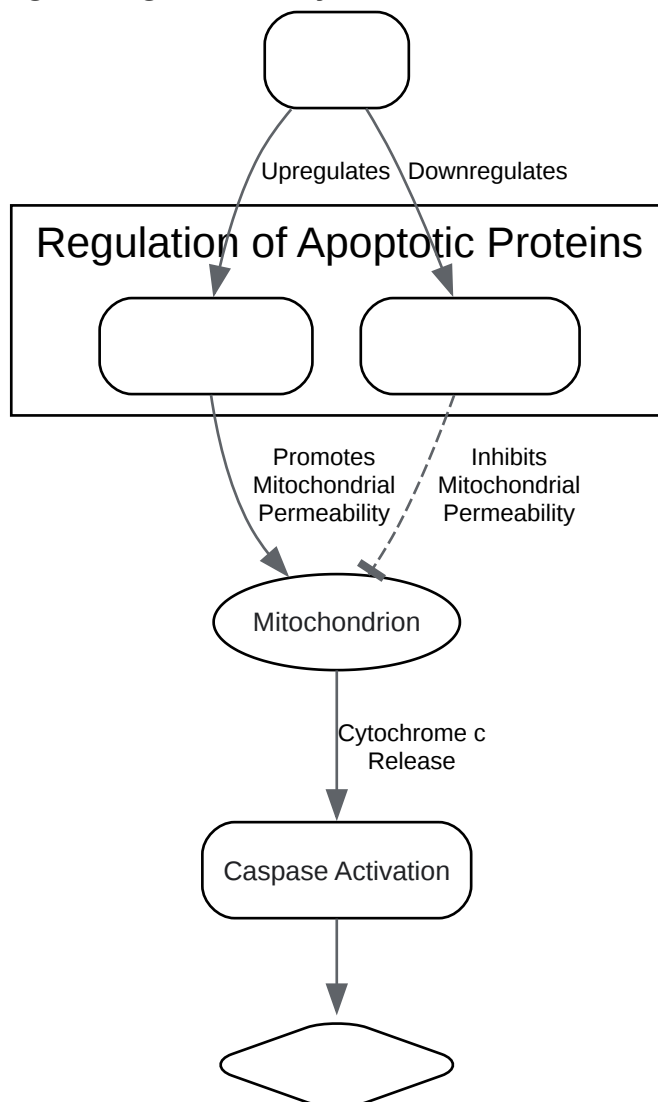 Upregulates Downregulates
Regulation of Apoptotic Proteins
Promotes
Mitochondrial
Permeability
Inhibits
Mitochondrial
Permeability
Mitochondrion
Cytochrome c
Release
Caspase Activation